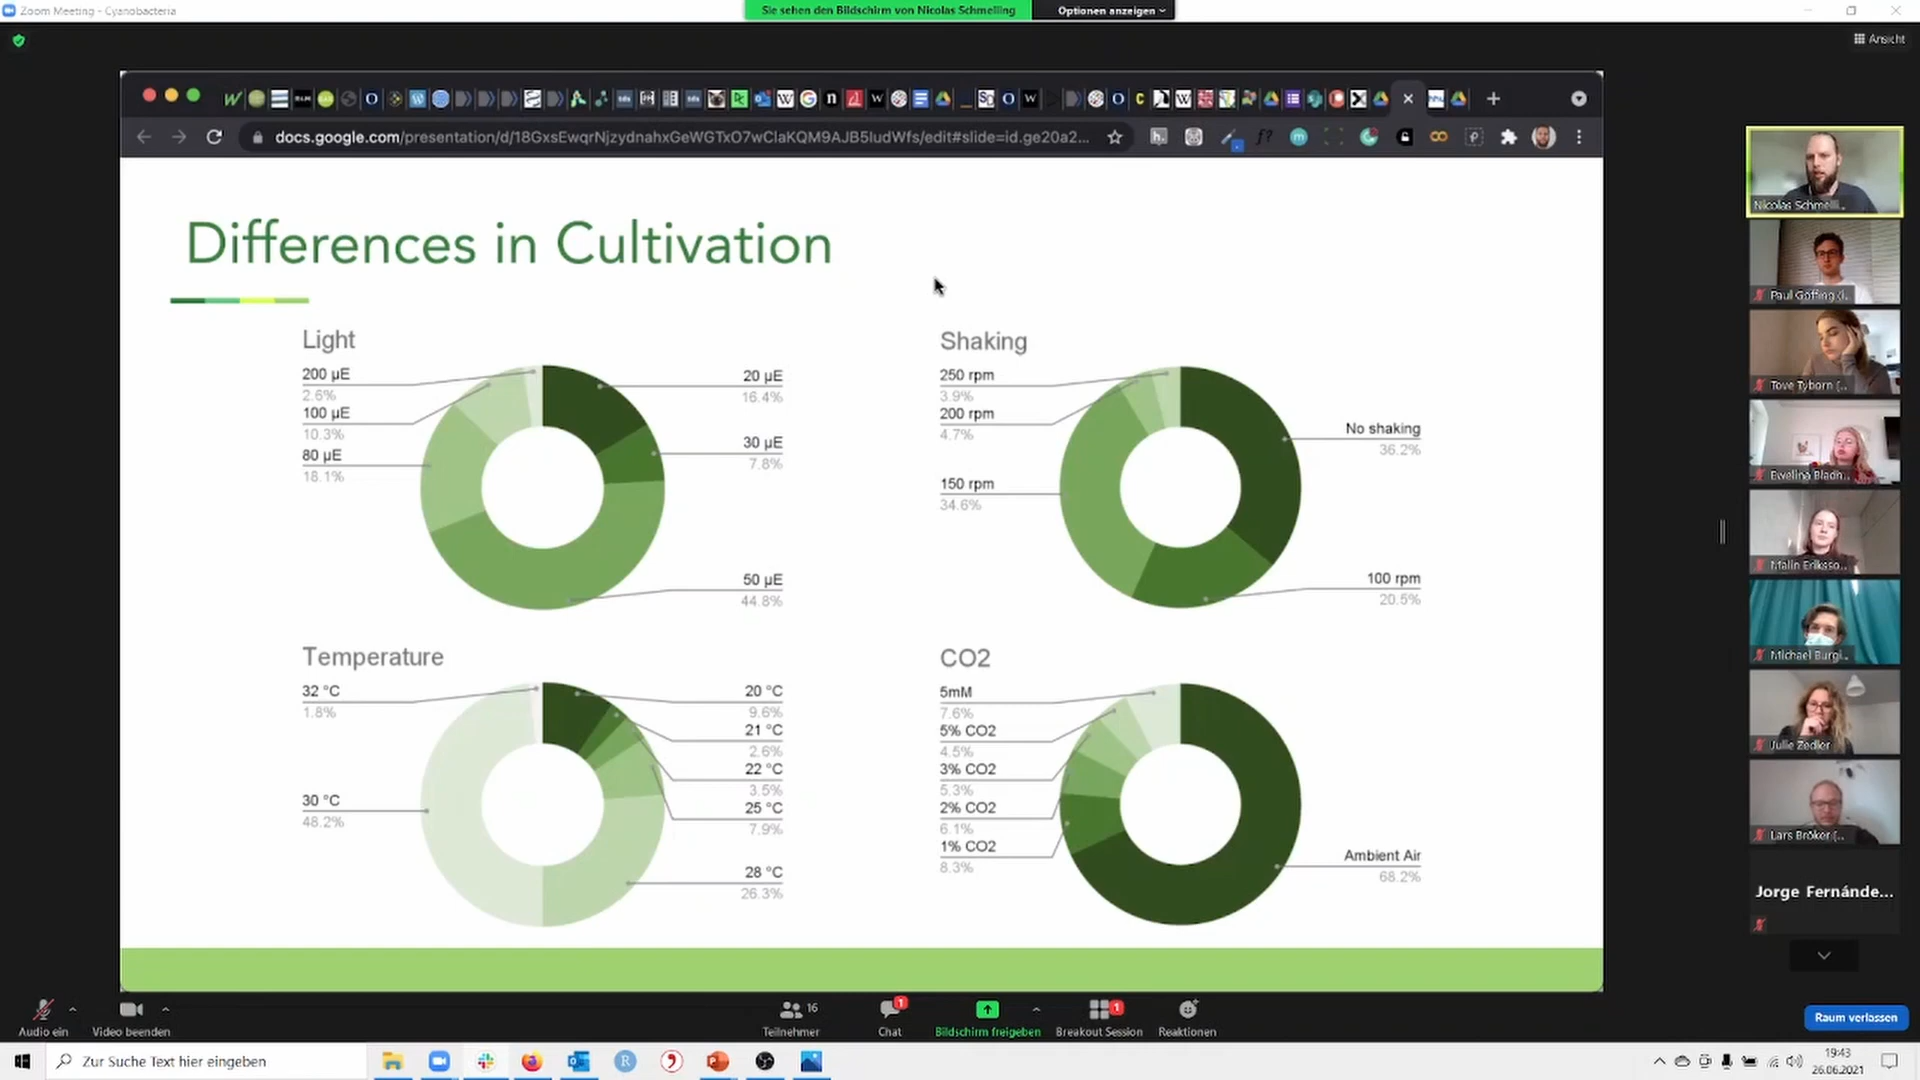 Zoom Meeting - Cyanobacteria
Sie sehen den Bildschirm von Nicolas Schmelling
Optionen anzeigen
Ansicht
docs.google.com/presentation/d/18GxsEwqrNjzydnahxGeWGTxO7wClaKQM9AJB5ludWfs/edit#slide=id.ge20a2...
Differences in Cultivation
Light
200 µE
2.6%
100 µE
10.3%
80 µE
18.1%
20 µE
16.4%
30 µE
7.8%
50 µE
44.8%
Shaking
250 rpm
3.9%
200 rpm
4.7%
150 rpm
34.6%
No shaking
36.2%
100 rpm
20.5%
Temperature
32 °C
1.8%
30 °C
48.2%
20 °C
9.6%
21 °C
2.6%
22 °C
3.5%
25 °C
7.9%
28 °C
26.3%
CO2
5mM
7.6%
5% CO2
4.5%
3% CO2
5.3%
2% CO2
6.1%
1% CO2
8.3%
Ambient Air
68.2%
Nicolas Schmelli...
Paul Göffing
Tove Tyborn (...
Ewelina Bladh...
Malin Eriksso...
Michael Burgi...
Julie Zedler
Lars Bröker (...
Jorge Fernánde...
Audio ein
Video beenden
16
Teilnehmer
1
Chat
Bildschirm freigeben
1
Breakout Session
Reaktionen
Raum verlassen
Zur Suche Text hier eingeben
19:43
26.06.2021